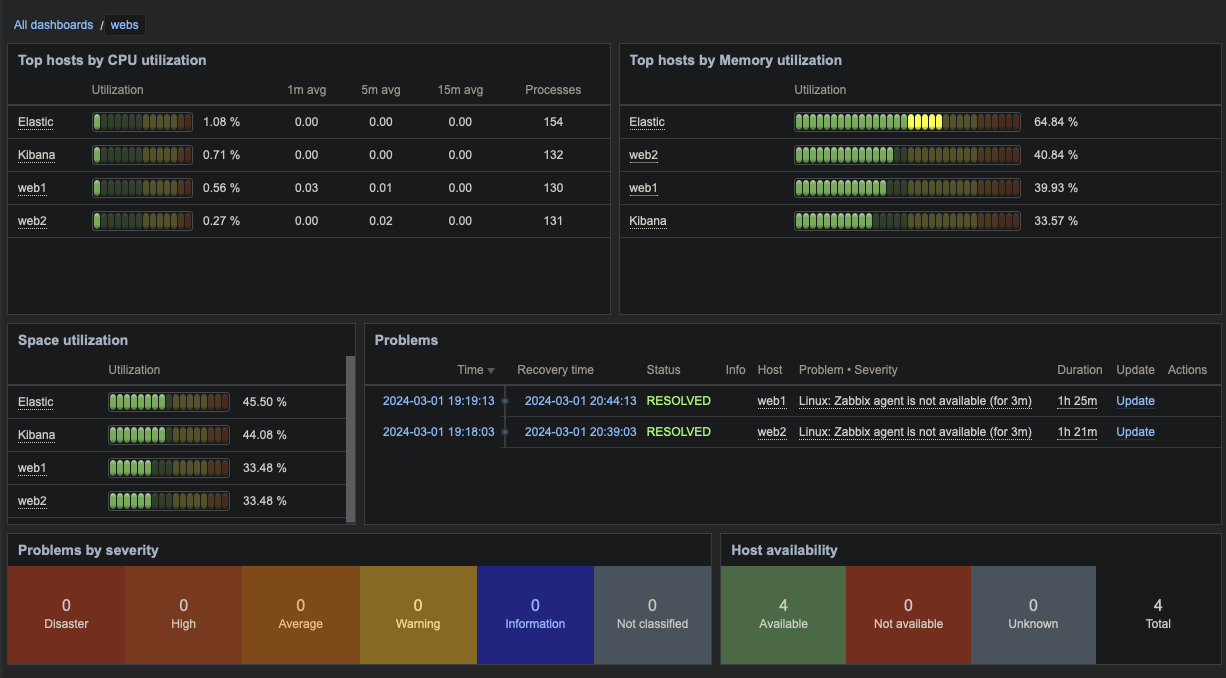 All dashboards / webs
Top hosts by CPU utilization
Utilization 1m avg 5m avg 15m avg Processes
Elastic 1.08 % 0.00 0.00 0.00 154
Kibana 0.71 % 0.00 0.00 0.00 132
web1 0.56 % 0.03 0.01 0.00 130
web2 0.27 % 0.00 0.02 0.00 131
Top hosts by Memory utilization
Utilization
Elastic 64.84 %
web2 40.84 %
web1 39.93 %
Kibana 33.57 %
Space utilization
Utilization
Elastic 45.50 %
Kibana 44.08 %
web1 33.48 %
web2 33.48 %
Problems
Time Recovery time Status Info Host Problem • Severity Duration Update Actions
2024-03-01 19:19:13 2024-03-01 20:44:13 RESOLVED web1 Linux: Zabbix agent is not available (for 3m) 1h 25m Update
2024-03-01 19:18:03 2024-03-01 20:39:03 RESOLVED web2 Linux: Zabbix agent is not available (for 3m) 1h 21m Update
Problems by severity
0 0 0 0 0 0
Disaster High Average Warning Information Not classified
Host availability
4 0 0 4
Available Not available Unknown Total